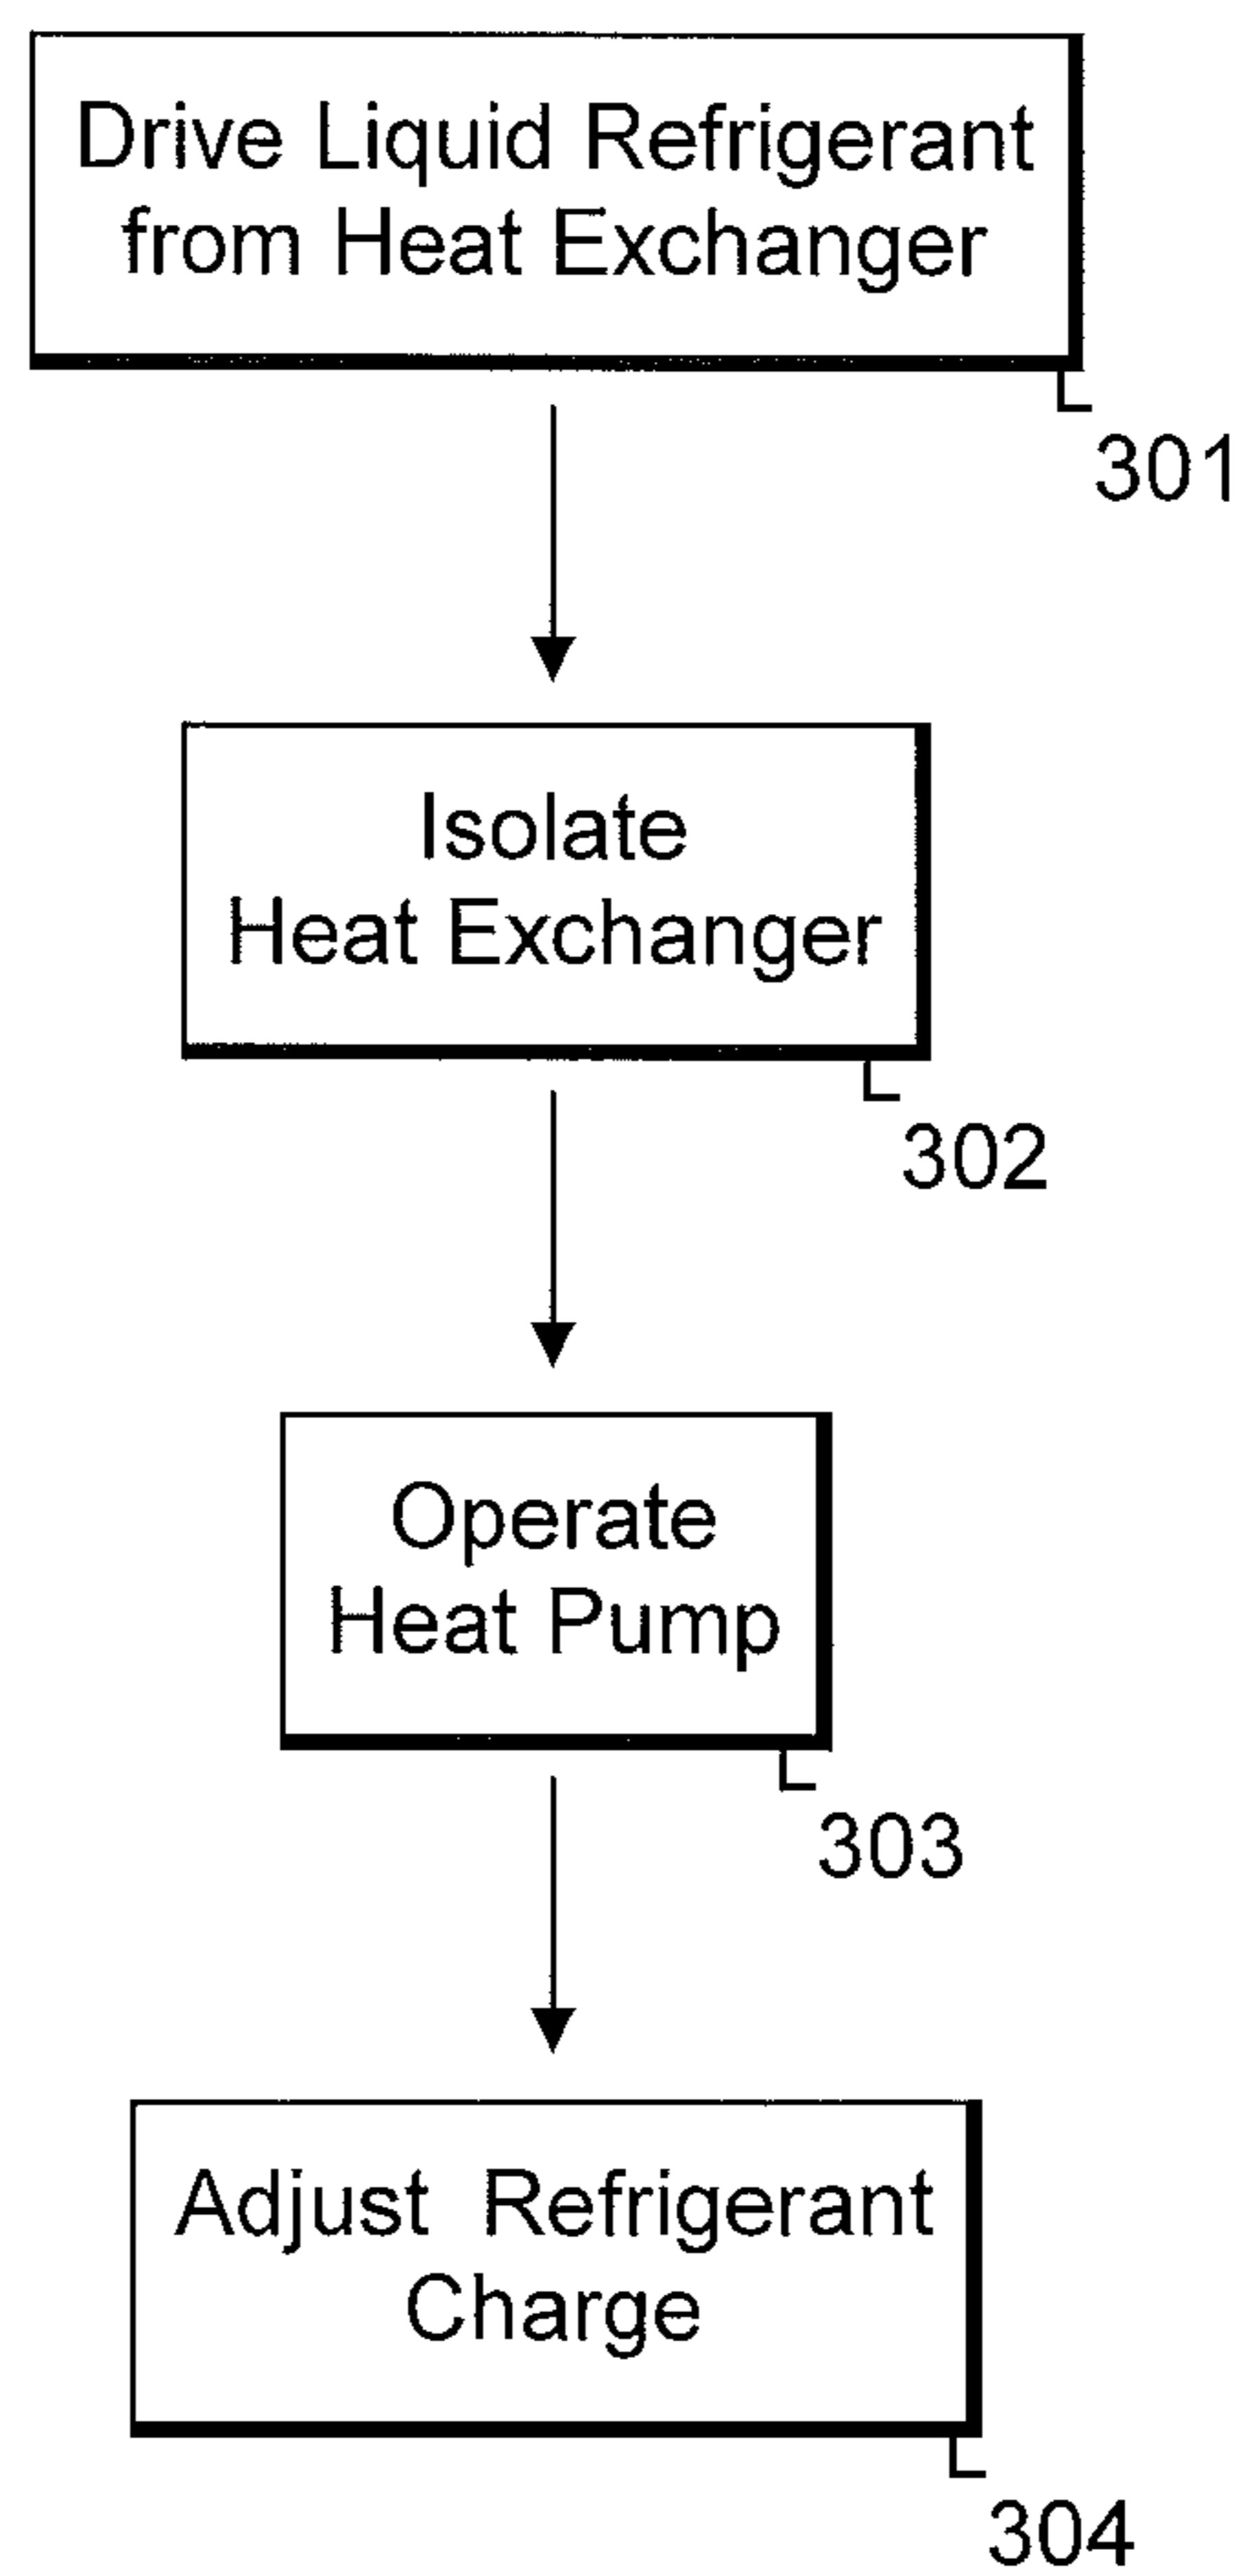 Drive Liquid Refrigerant
from Heat Exchanger
301
Isolate
Heat Exchanger
302
Operate
Heat Pump
303
Adjust Refrigerant
Charge
304